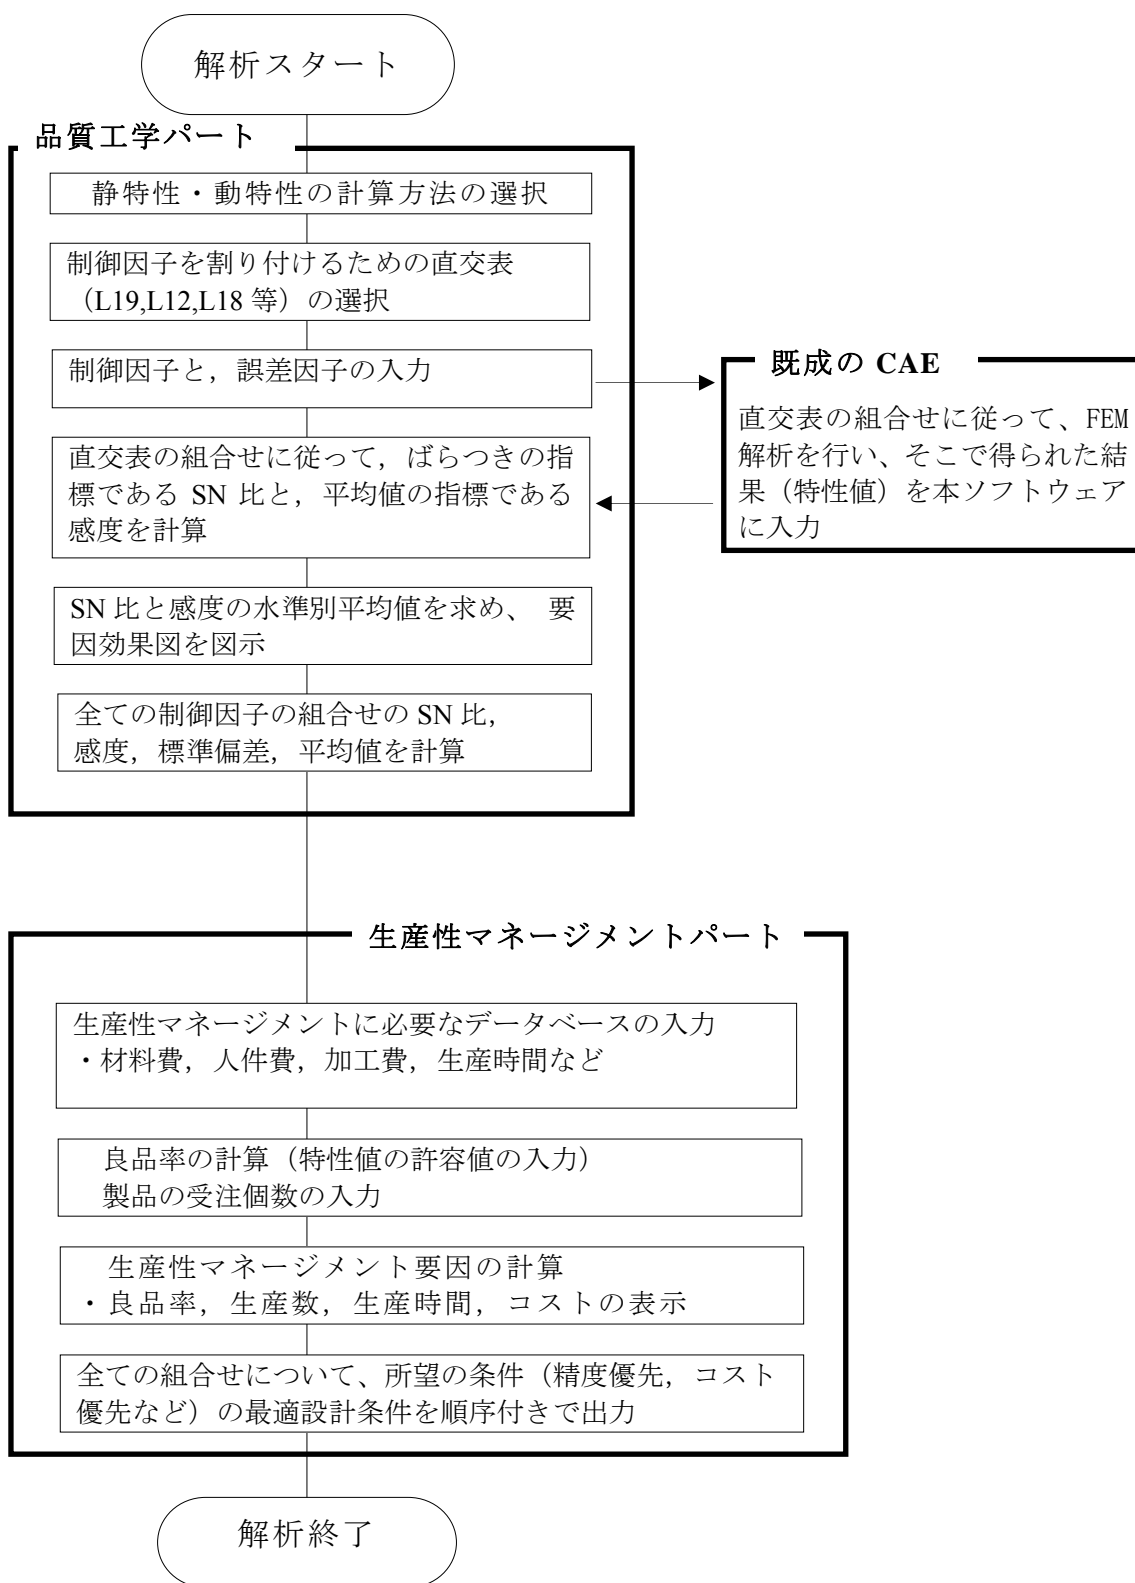 解析スタート
品質工学パート
静特性・動特性の計算方法の選択
制御因子を割り付けるための直交表
（L19,L12,L18 等）の選択
制御因子と，誤差因子の入力
既成の CAE
直交表の組合せに従って、FEM
解析を行い、そこで得られた結
果（特性値）を本ソフトウェア
に入力
直交表の組合せに従って，ばらつきの指
標である SN 比と，平均値の指標である
感度を計算
SN 比と感度の水準別平均値を求め、 要
因効果図を図示
全ての制御因子の組合せの SN 比，
感度，標準偏差，平均値を計算
生産性マネージメントパート
生産性マネージメントに必要なデータベースの入力
・材料費，人件費，加工費，生産時間など
良品率の計算（特性値の許容値の入力）
製品の受注個数の入力
生産性マネージメント要因の計算
・良品率，生産数，生産時間，コストの表示
全ての組合せについて、所望の条件（精度優先，コスト
優先など）の最適設計条件を順序付きで出力
解析終了